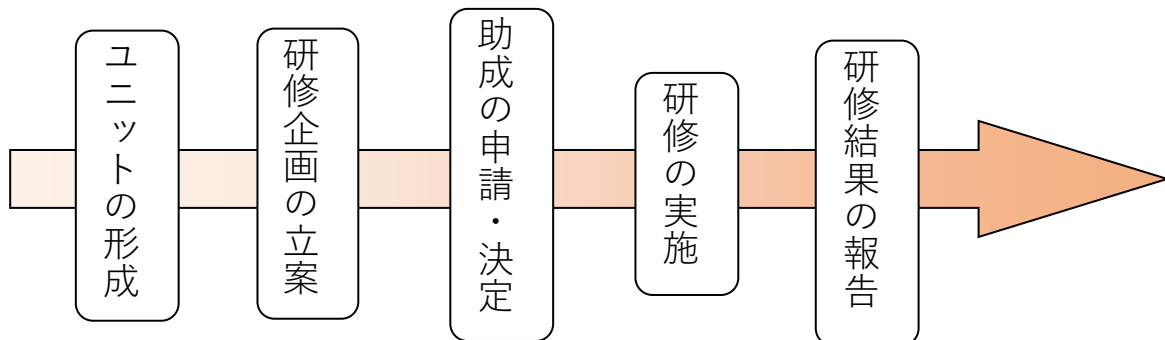 ユニットの形成
研修企画の立案
助成の申請・決定
研修の実施
研修結果の報告